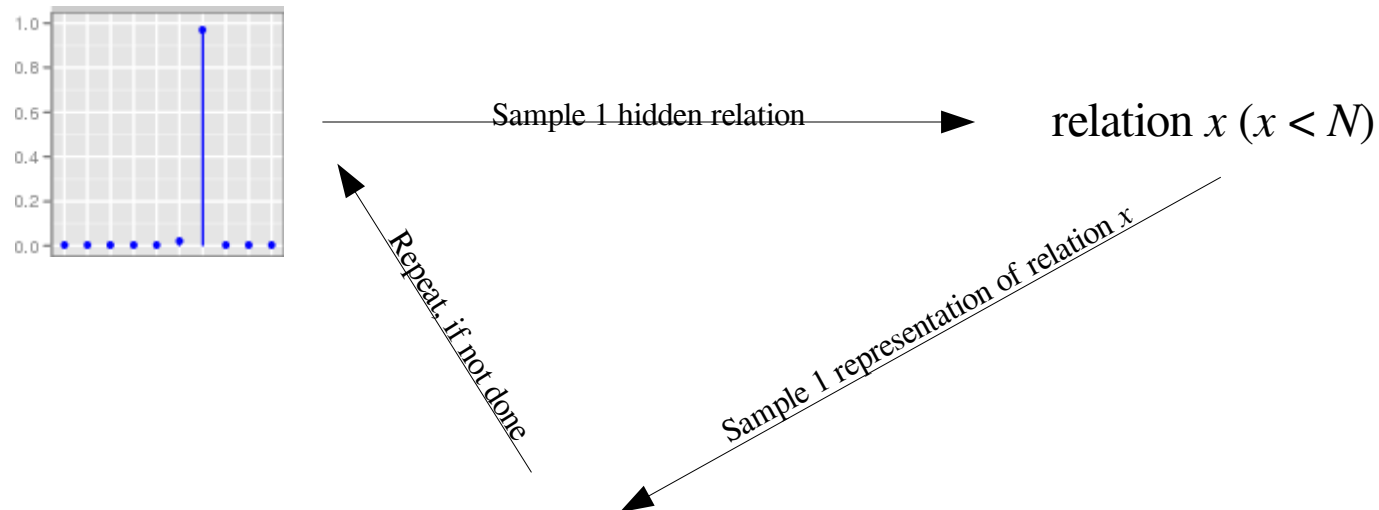 1.0
0.8
0.6
0.4
0.2
0.0
Sample 1 hidden relation
relation x (x < N)
Sample 1 representation of relation x
Repeat, if not done